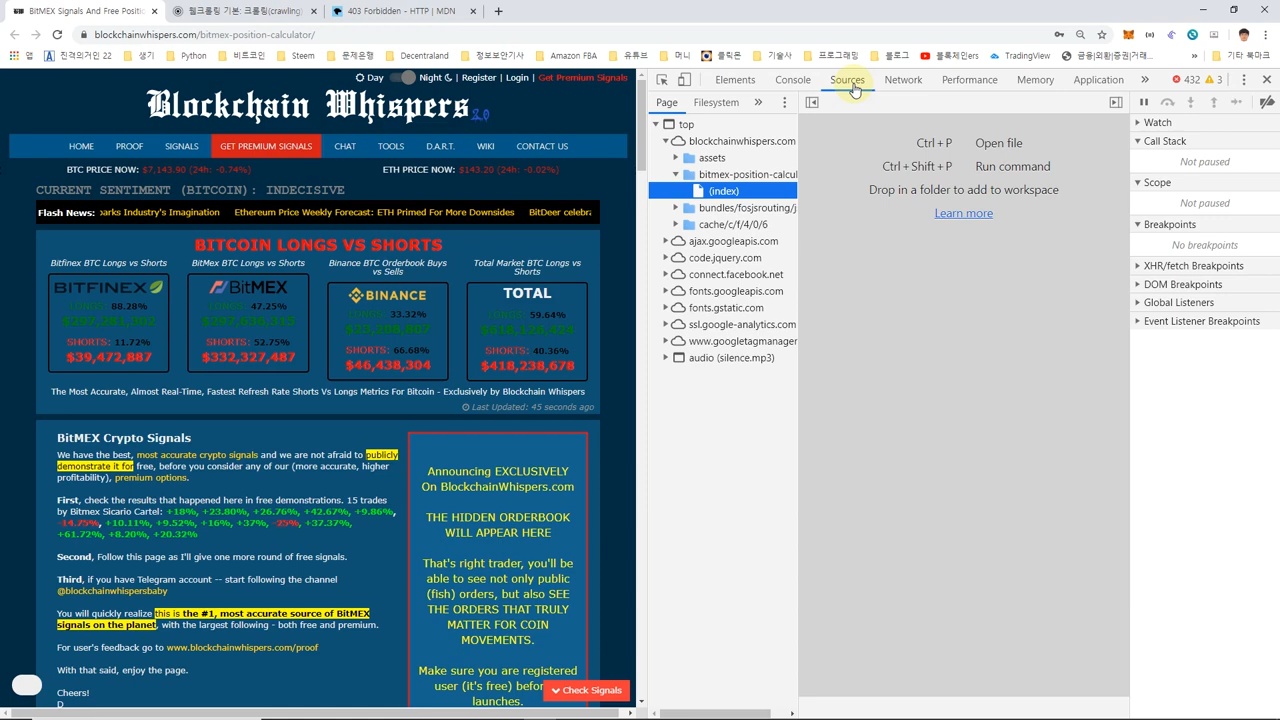 BitMEX Signals And Free Positio
웹크롤링 기본: 크롤링(crawling)
403 Forbidden - HTTP | MDN
blockchainwhispers.com/bitmex-position-calculator/
앱
진격의거인 22
생기
Python
비트코인
Steem
문제은행
Decentraland
정보보안기사
Amazon FBA
유튜브
머니
클릭몬
기술사
프로그래밍
블로그
유튜브스튜디오
TradingView
금융(외환)증권/거래...
기타 북마크
Day
Night
| Register | Login | Get Premium Signals
Blockchain Whispers 2.0
HOME
PROOF
SIGNALS
GET PREMIUM SIGNALS
CHAT
TOOLS
D.A.R.T.
WIKI
CONTACT US
BTC PRICE NOW: $7,143.90 (24h: -0.74%)
ETH PRICE NOW: $143.20 (24h: -0.02%)
CURRENT SENTIMENT (BITCOIN): INDECISIVE
Flash News:
arks Industry's Imagination
Ethereum Price Weekly Forecast: ETH Primed For More Downsides
BitDeer celebra
BITCOIN LONGS VS SHORTS
Bitfinex BTC Longs vs Shorts
BitMex BTC Longs vs Shorts
Binance BTC Orderbook Buys vs Sells
Total Market BTC Longs vs Shorts
BITFINEX
88.28%
SHORTS: 11.72%
$39,472,887
BitMEX
47.25%
SHORTS: 52.75%
$332,327,487
BINANCE
33.32%
SHORTS: 66.68%
$46,438,304
TOTAL
59.64%
SHORTS: 40.36%
$418,238,678
The Most Accurate, Almost Real-Time, Fastest Refresh Rate Shorts Vs Longs Metrics For Bitcoin - Exclusively by Blockchain Whispers
Last Updated: 45 seconds ago
BitMEX Crypto Signals
We have the best, most accurate crypto signals and we are not afraid to publicly
demonstrate it for free, before you consider any of our (more accurate, higher
profitability), premium options.
First, check the results that happened here in free demonstrations. 15 trades
by Bitmex Sicario Cartel: +18%, +23.80%, +26.76%, +42.67%, +9.86%,
-14.75%, +10.11%, +9.52%, +16%, +37%, -25%, +37.37%,
+61.72%, +8.20%, +20.32%
Second, Follow this page as I'll give one more round of free signals.
Third, if you have Telegram account -- start following the channel
@blockchainwhispersbaby
You will quickly realize this is the #1, most accurate source of BitMEX
signals on the planet, with the largest following - both free and premium.
For user's feedback go to www.blockchainwhispers.com/proof
With that said, enjoy the page.
Cheers!
D
Announcing EXCLUSIVELY
On BlockchainWhispers.com
THE HIDDEN ORDERBOOK
WILL APPEAR HERE
That's right trader, you'll be
able to see not only public
(fish) orders, but also SEE
THE ORDERS THAT TRULY
MATTER FOR COIN
MOVEMENTS.
Make sure you are registered
user (it's free) befor
launches.
Check Signals
Elements
Console
Sources
Network
Performance
Memory
Application
432
3
Page
Filesystem
top
blockchainwhispers.com
assets
bitmex-position-calcul
(index)
bundles/fosjsrouting/j
cache/c/f/4/0/6
ajax.googleapis.com
code.jquery.com
connect.facebook.net
fonts.googleapis.com
fonts.gstatic.com
ssl.google-analytics.com
www.googletagmanager
audio (silence.mp3)
Ctrl + P Open file
Ctrl + Shift + P Run command
Drop in a folder to add to workspace
Learn more
Watch
Call Stack
Not paused
Scope
Not paused
Breakpoints
No breakpoints
XHR/fetch Breakpoints
DOM Breakpoints
Global Listeners
Event Listener Breakpoints